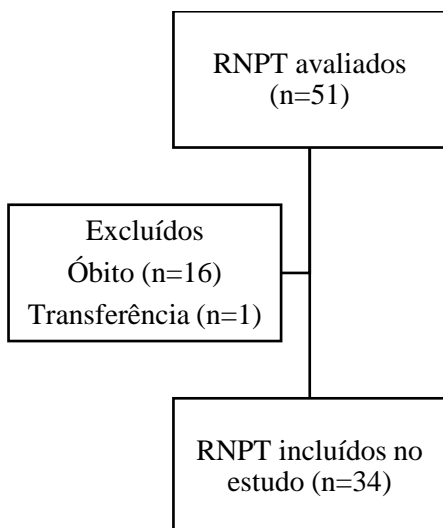 RNPT avaliados
(n=51)
Excluídos
Óbito (n=16)
Transferência (n=1)
RNPT incluídos no
estudo (n=34)